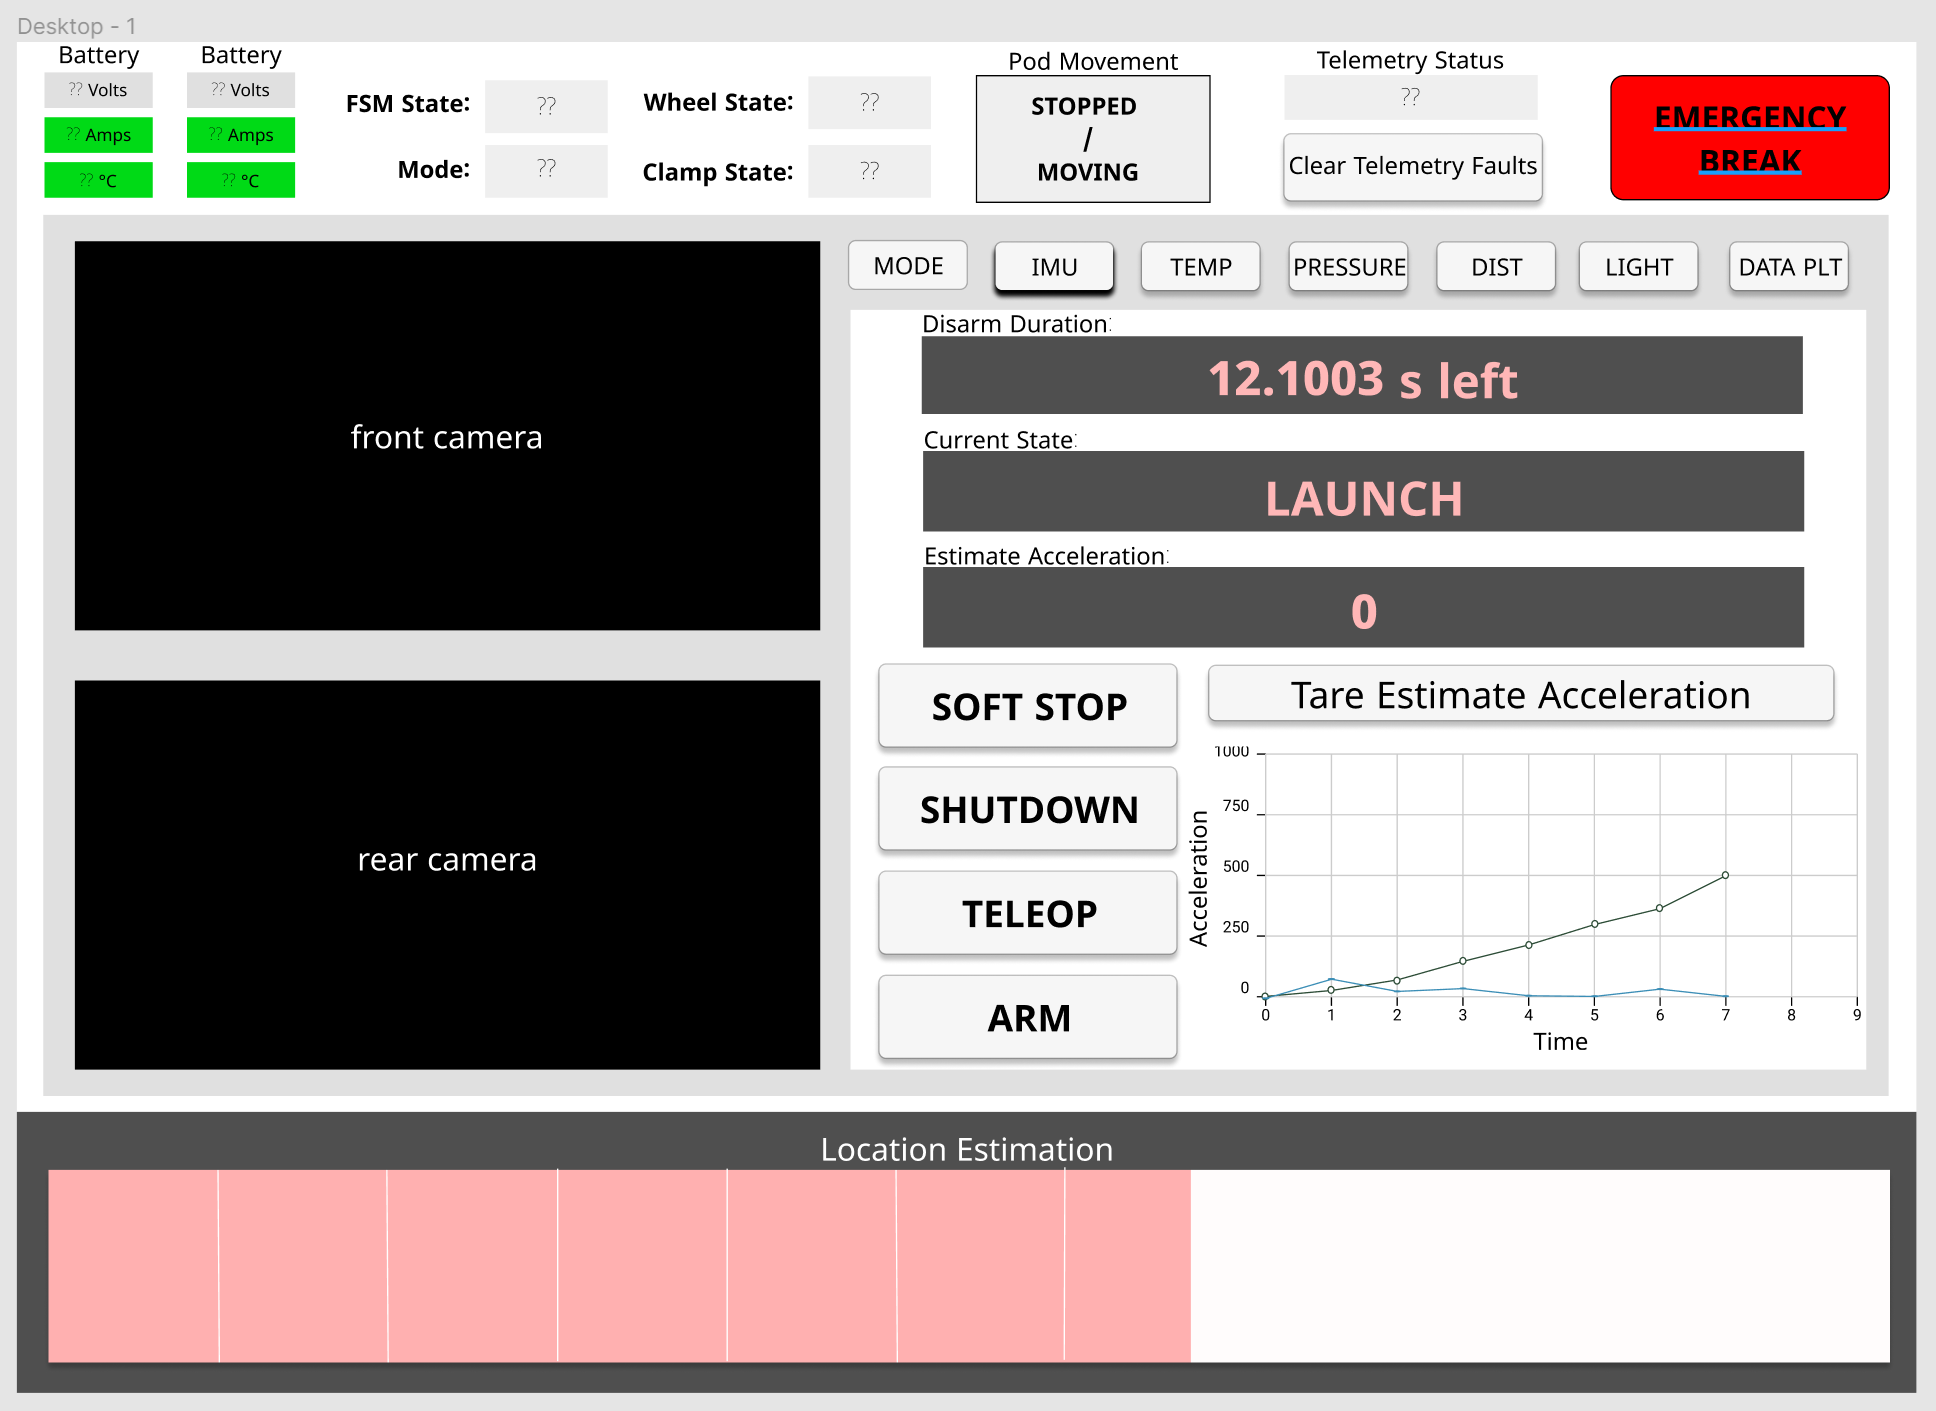 Desktop - 1
Battery
?? Volts
?? Amps
?? °C
Battery
?? Volts
?? Amps
?? °C
FSM State: ??
Mode: ??
Wheel State: ??
Clamp State: ??
Pod Movement
STOPPED
/
MOVING
Telemetry Status
??
Clear Telemetry Faults
EMERGENCY
BREAK
front camera
rear camera
MODE IMU TEMP PRESSURE DIST LIGHT DATA PLT
Disarm Duration:
12.1003 s left
Current State:
LAUNCH
Estimate Acceleration:
0
SOFT STOP
SHUTDOWN
TELEOP
ARM
Tare Estimate Acceleration
1000
750
500
250
0
Acceleration
0 1 2 3 4 5 6 7 8 9
Time
Location Estimation